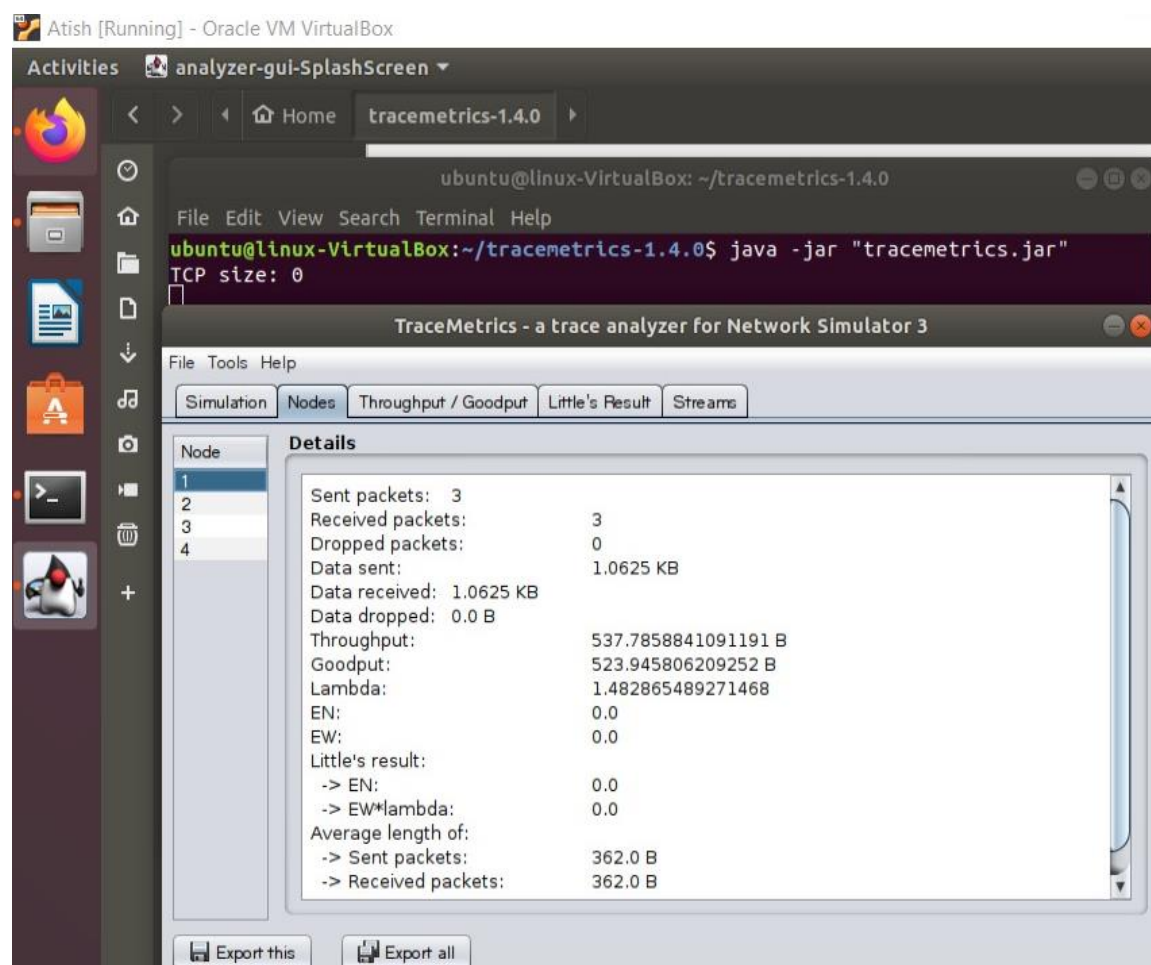 Atish [Running] - Oracle VM VirtualBox
Activities analyzer-gui-SplashScreen
Home tracemetrics-1.4.0
ubuntu@linux-VirtualBox: ~/tracemetrics-1.4.0
File Edit View Search Terminal Help
ubuntu@linux-VirtualBox:~/tracemetrics-1.4.0$ java -jar "tracemetrics.jar"
TCP size: 0
TraceMetrics - a trace analyzer for Network Simulator 3
File Tools Help
Simulation Nodes Throughput / Goodput Little's Result Streams
Node
1
2
3
4
Details
Sent packets: 3
Received packets: 3
Dropped packets: 0
Data sent: 1.0625 KB
Data received: 1.0625 KB
Data dropped: 0.0 B
Throughput: 537.7858841091191 B
Goodput: 523.945806209252 B
Lambda: 1.482865489271468
EN: 0.0
EW: 0.0
Little's result:
-> EN: 0.0
-> EW*lambda: 0.0
Average length of:
-> Sent packets: 362.0 B
-> Received packets: 362.0 B
Export this Export all